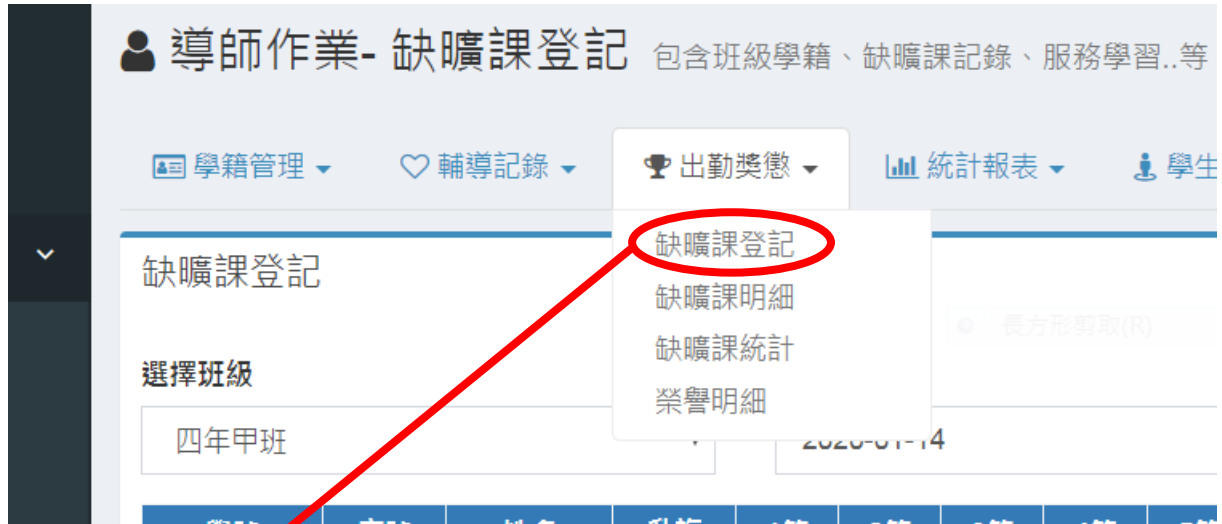 導師作業- 缺曠課登記 包含班級學籍、缺曠課記錄、服務學習..等
學籍管理 輔導記錄 出勤獎懲 統計報表 學生
缺曠課登記
缺曠課登記
缺曠課明細
長方形剪取(R)
缺曠課統計
選擇班級
榮譽明細
四年甲班